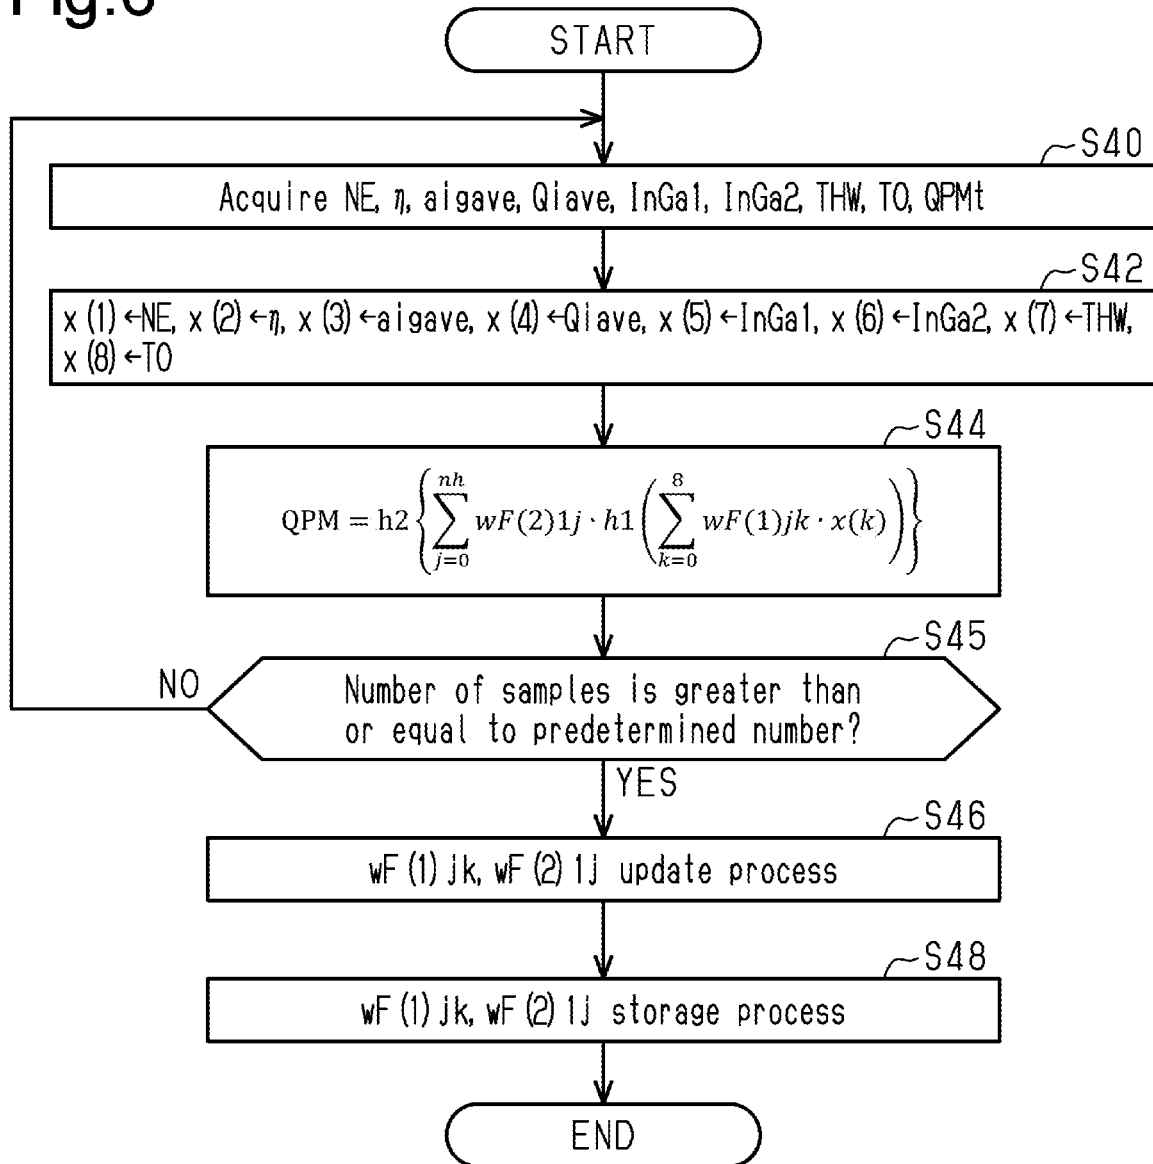 START
S40
Acquire NE, η, aigave, Qiave, InGa1, InGa2, THW, TO, QPMt
S42
x (1) ←NE, x (2) ←η, x (3) ←aigave, x (4) ←Qiave, x (5) ←InGa1, x (6) ←InGa2, x (7) ←THW,
x (8) ←TO
S44
QPM = h2 { ∑_{j=0}^{nh} wF(2)1j · h1 ( ∑_{k=0}^{8} wF(1)jk · x(k) ) }
S45
NO
Number of samples is greater than
or equal to predetermined number?
YES
S46
wF (1) jk, wF (2) 1j update process
S48
wF (1) jk, wF (2) 1j storage process
END